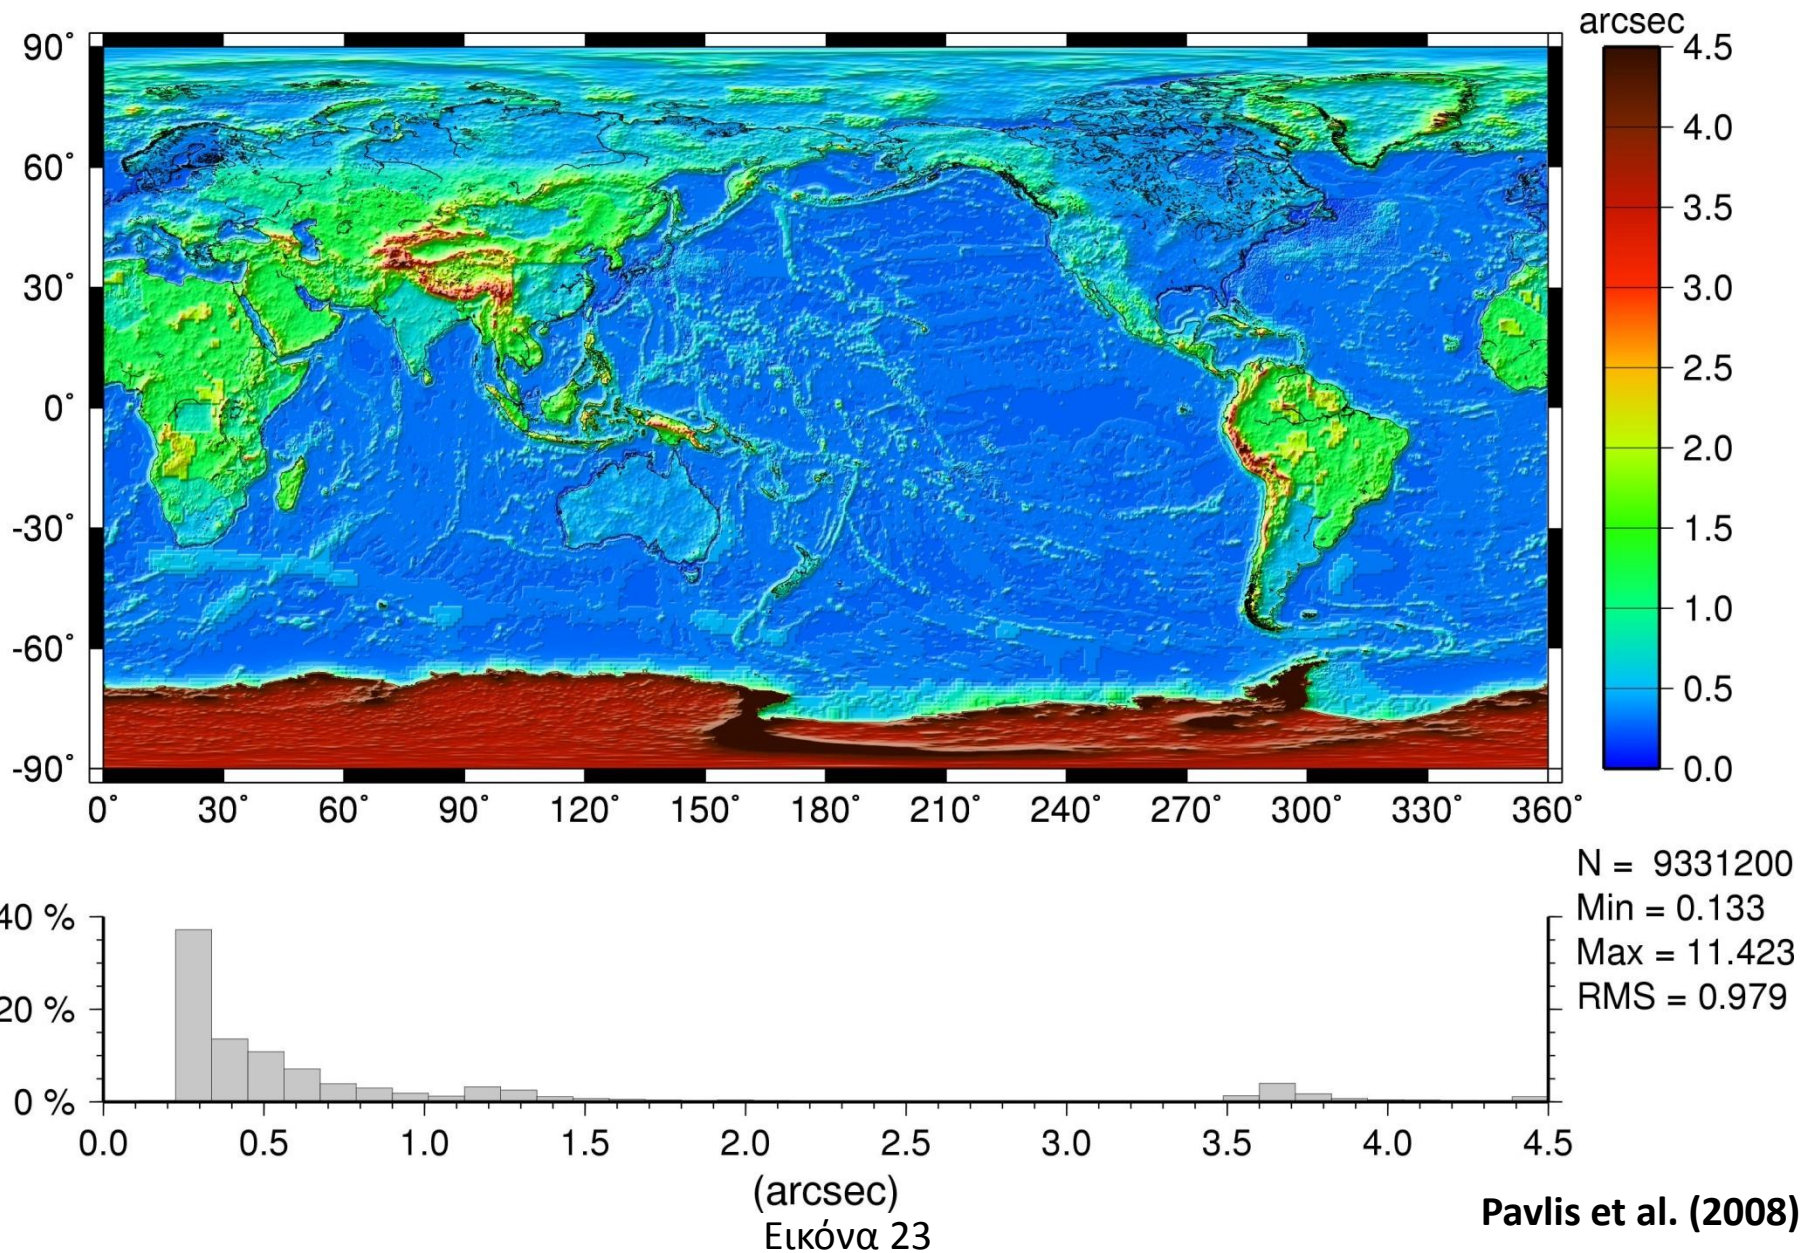 arcsec
90°
60°
30°
0°
-30°
-60°
-90°
4.5
4.0
3.5
3.0
2.5
2.0
1.5
1.0
0.5
0.0
0° 30° 60° 90° 120° 150° 180° 210° 240° 270° 300° 330° 360°
N = 9331200
Min = 0.133
Max = 11.423
RMS = 0.979
40 %
20 %
0 %
0.0 0.5 1.0 1.5 2.0 2.5 3.0 3.5 4.0 4.5
(arcsec)
Εικόνα 23
Pavlis et al. (2008)